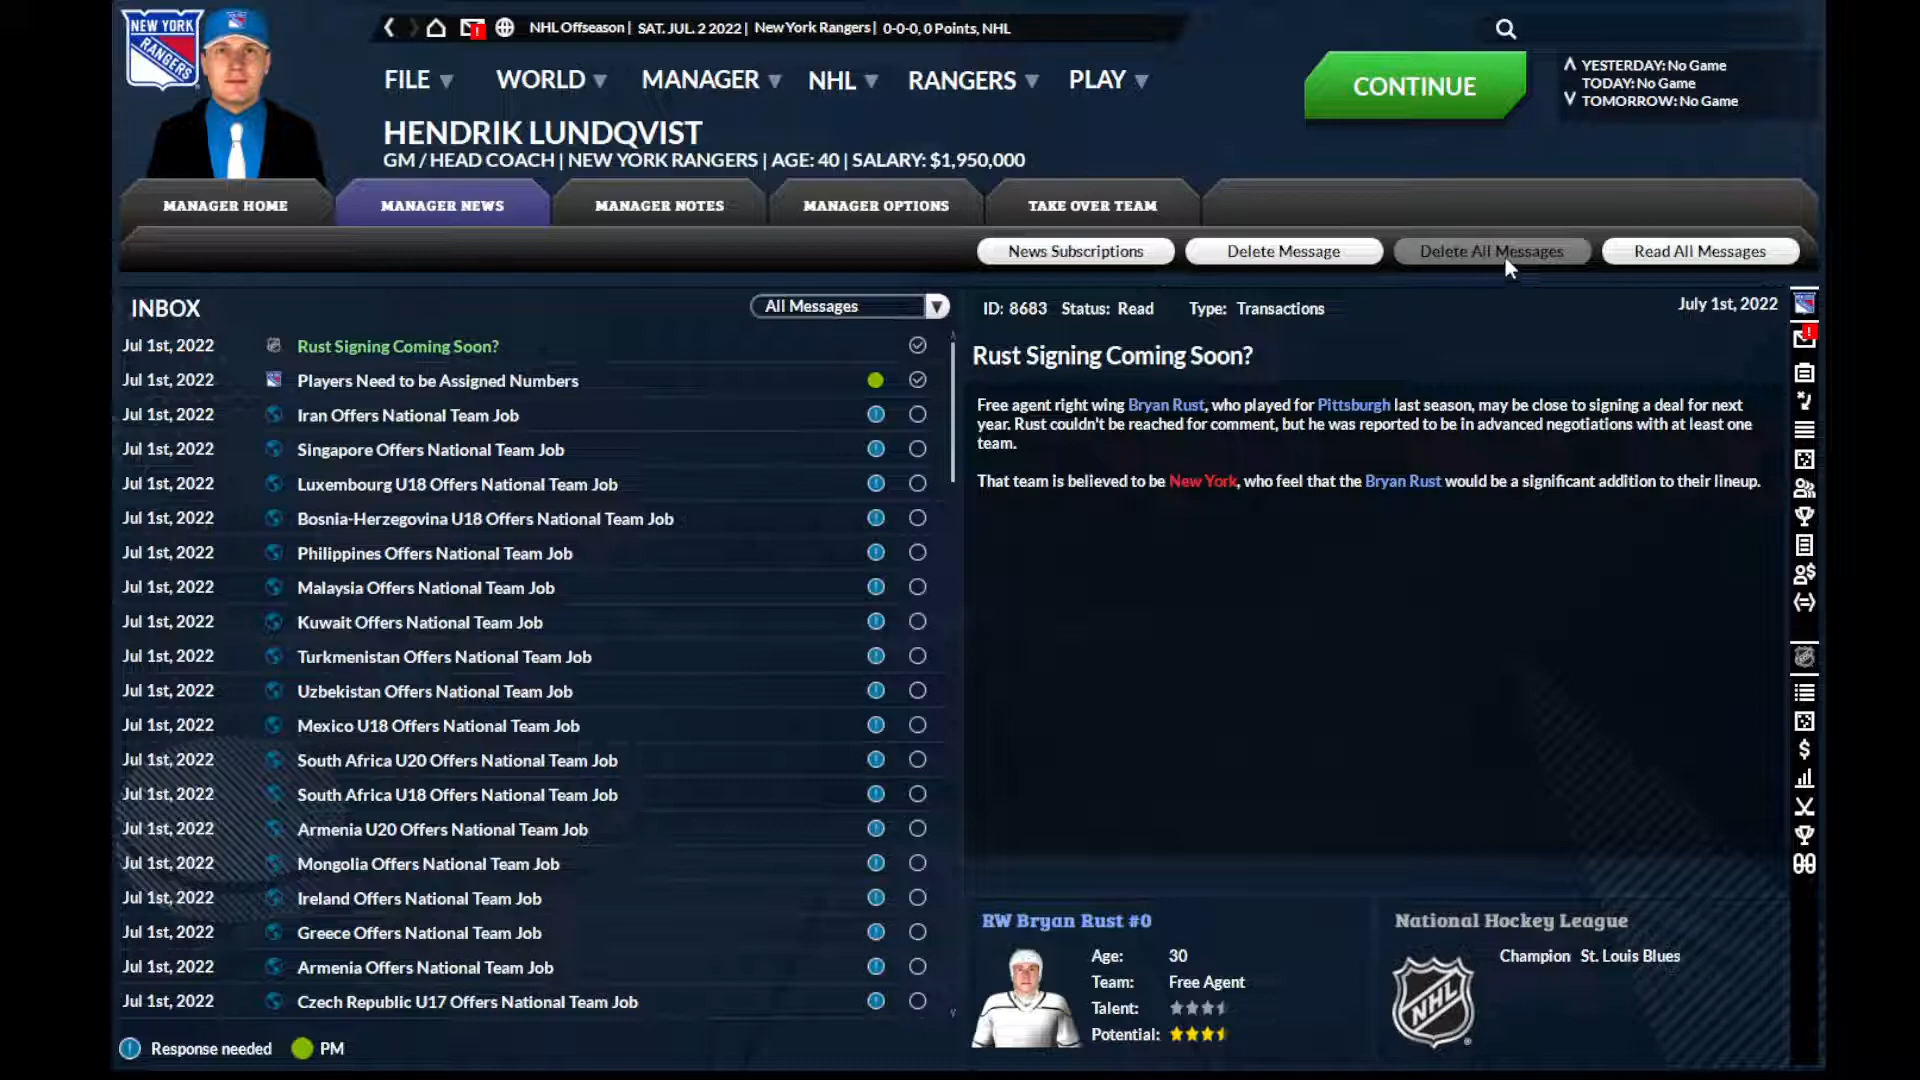 NEW YORK
RANGERS
NHL Offseason | SAT. JUL. 2 2022 | New York Rangers | 0-0-0, 0 Points, NHL
FILE
WORLD
MANAGER
NHL
RANGERS
PLAY
CONTINUE
YESTERDAY: No Game
TODAY: No Game
TOMORROW: No Game
HENDRIK LUNDQVIST
GM / HEAD COACH | NEW YORK RANGERS | AGE: 40 | SALARY: $1,950,000
MANAGER HOME
MANAGER NEWS
MANAGER NOTES
MANAGER OPTIONS
TAKE OVER TEAM
News Subscriptions
Delete Message
Delete All Messages
Read All Messages
INBOX
All Messages
Jul 1st, 2022 Rust Signing Coming Soon?
Jul 1st, 2022 Players Need to be Assigned Numbers
Jul 1st, 2022 Iran Offers National Team Job
Jul 1st, 2022 Singapore Offers National Team Job
Jul 1st, 2022 Luxembourg U18 Offers National Team Job
Jul 1st, 2022 Bosnia-Herzegovina U18 Offers National Team Job
Jul 1st, 2022 Philippines Offers National Team Job
Jul 1st, 2022 Malaysia Offers National Team Job
Jul 1st, 2022 Kuwait Offers National Team Job
Jul 1st, 2022 Turkmenistan Offers National Team Job
Jul 1st, 2022 Uzbekistan Offers National Team Job
Jul 1st, 2022 Mexico U18 Offers National Team Job
Jul 1st, 2022 South Africa U20 Offers National Team Job
Jul 1st, 2022 South Africa U18 Offers National Team Job
Jul 1st, 2022 Armenia U20 Offers National Team Job
Jul 1st, 2022 Mongolia Offers National Team Job
Jul 1st, 2022 Ireland Offers National Team Job
Jul 1st, 2022 Greece Offers National Team Job
Jul 1st, 2022 Armenia Offers National Team Job
Jul 1st, 2022 Czech Republic U17 Offers National Team Job
Response needed
PM
ID: 8683 Status: Read Type: Transactions
July 1st, 2022
Rust Signing Coming Soon?
Free agent right wing Bryan Rust, who played for Pittsburgh last season, may be close to signing a deal for next
year. Rust couldn't be reached for comment, but he was reported to be in advanced negotiations with at least one
team.
That team is believed to be New York, who feel that the Bryan Rust would be a significant addition to their lineup.
RW Bryan Rust #0
Age: 30
Team: Free Agent
Talent:
Potential:
National Hockey League
Champion St. Louis Blues
NHL